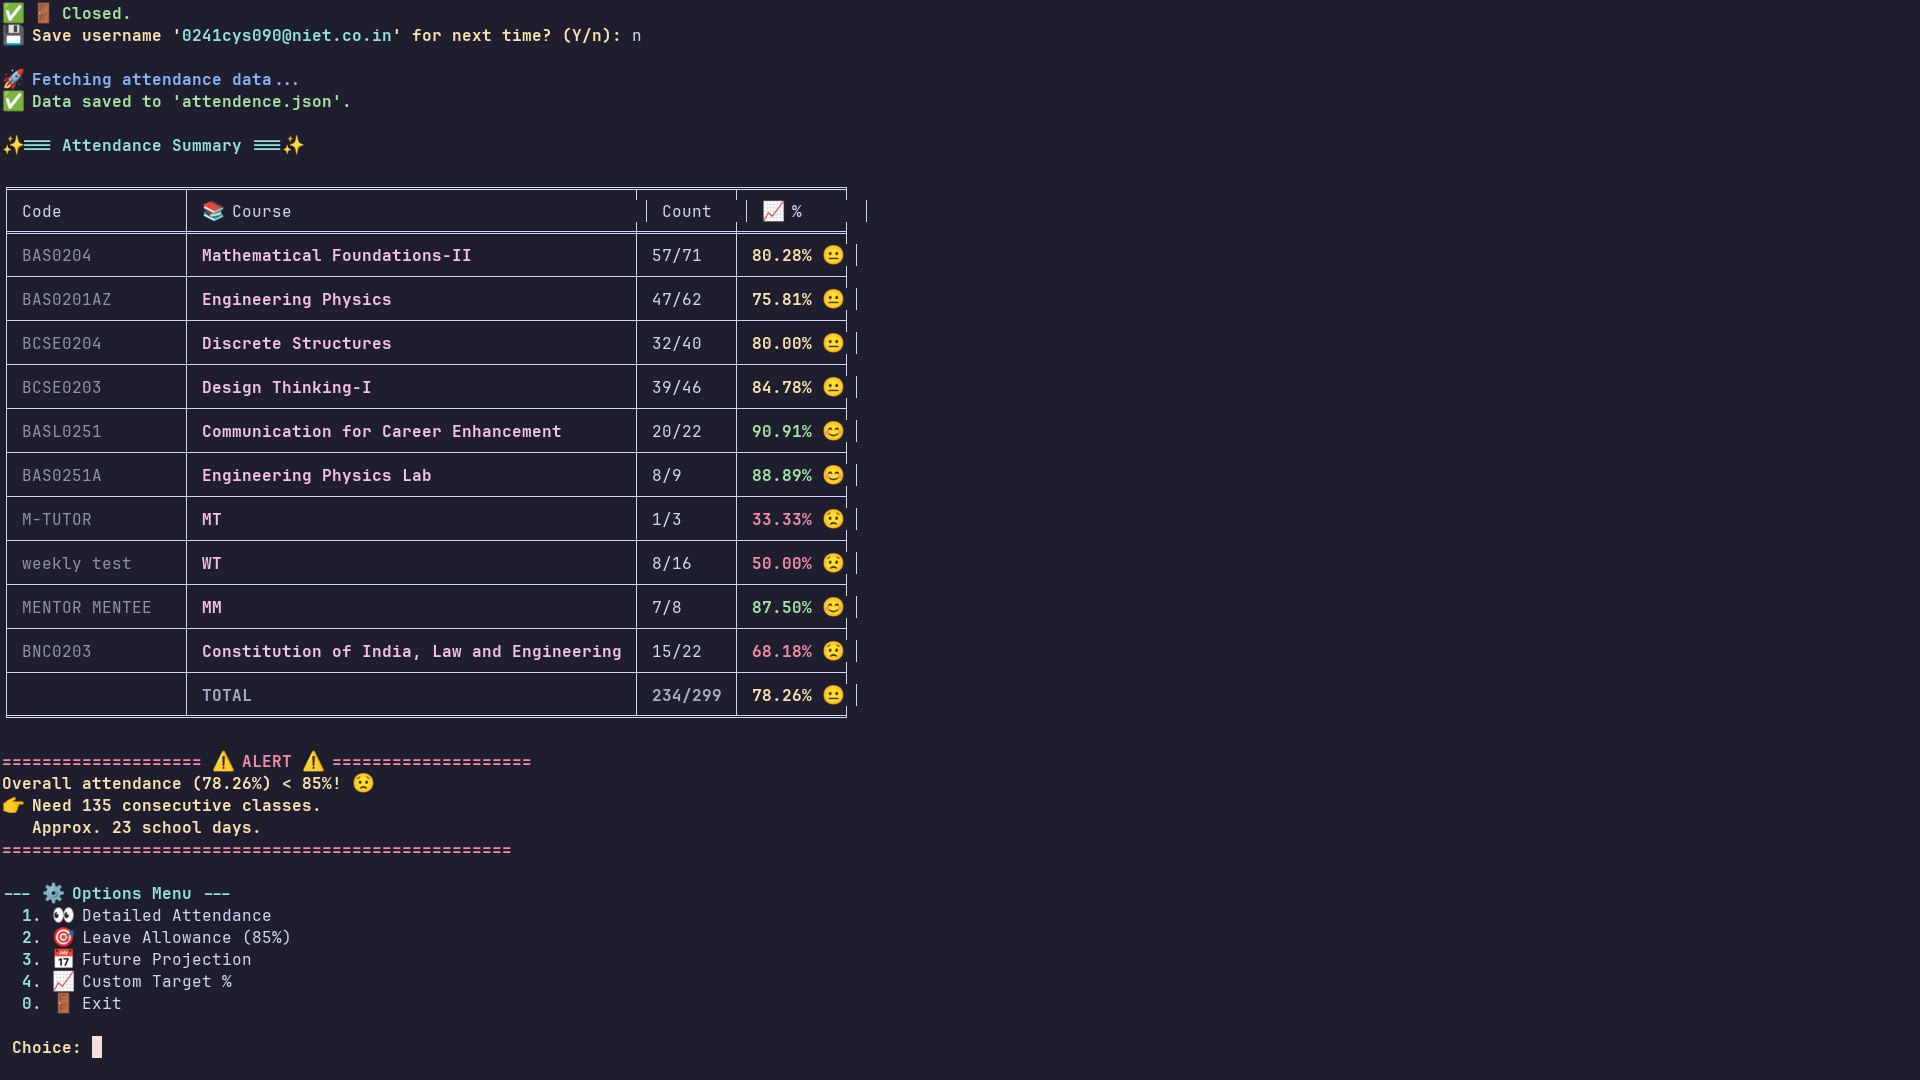 ✅ 🚪 Closed.
💾 Save username '0241cys090@niet.co.in' for next time? (Y/n): n
🚀 Fetching attendance data...
✅ Data saved to 'attendence.json'.
✨=== Attendance Summary ===✨
Code 📚 Course Count 📈 %
BAS0204 Mathematical Foundations-II 57/71 80.28% 😐
BAS0201AZ Engineering Physics 47/62 75.81% 😐
BCSE0204 Discrete Structures 32/40 80.00% 😐
BCSE0203 Design Thinking-I 39/46 84.78% 😐
BASL0251 Communication for Career Enhancement 20/22 90.91% 😊
BAS0251A Engineering Physics Lab 8/9 88.89% 😊
M-TUTOR MT 1/3 33.33% 😟
weekly test WT 8/16 50.00% 😟
MENTOR MENTEE MM 7/8 87.50% 😊
BNC0203 Constitution of India, Law and Engineering 15/22 68.18% 😟
TOTAL 234/299 78.26% 😐
==================== ⚠️ ALERT ⚠️ ====================
Overall attendance (78.26%) < 85%! 😟
👉 Need 135 consecutive classes.
Approx. 23 school days.
===================================================
--- ⚙️ Options Menu ---
1. 👀 Detailed Attendance
2. 🎯 Leave Allowance (85%)
3. 📅 Future Projection
4. 📈 Custom Target %
0. 🚪 Exit
Choice: